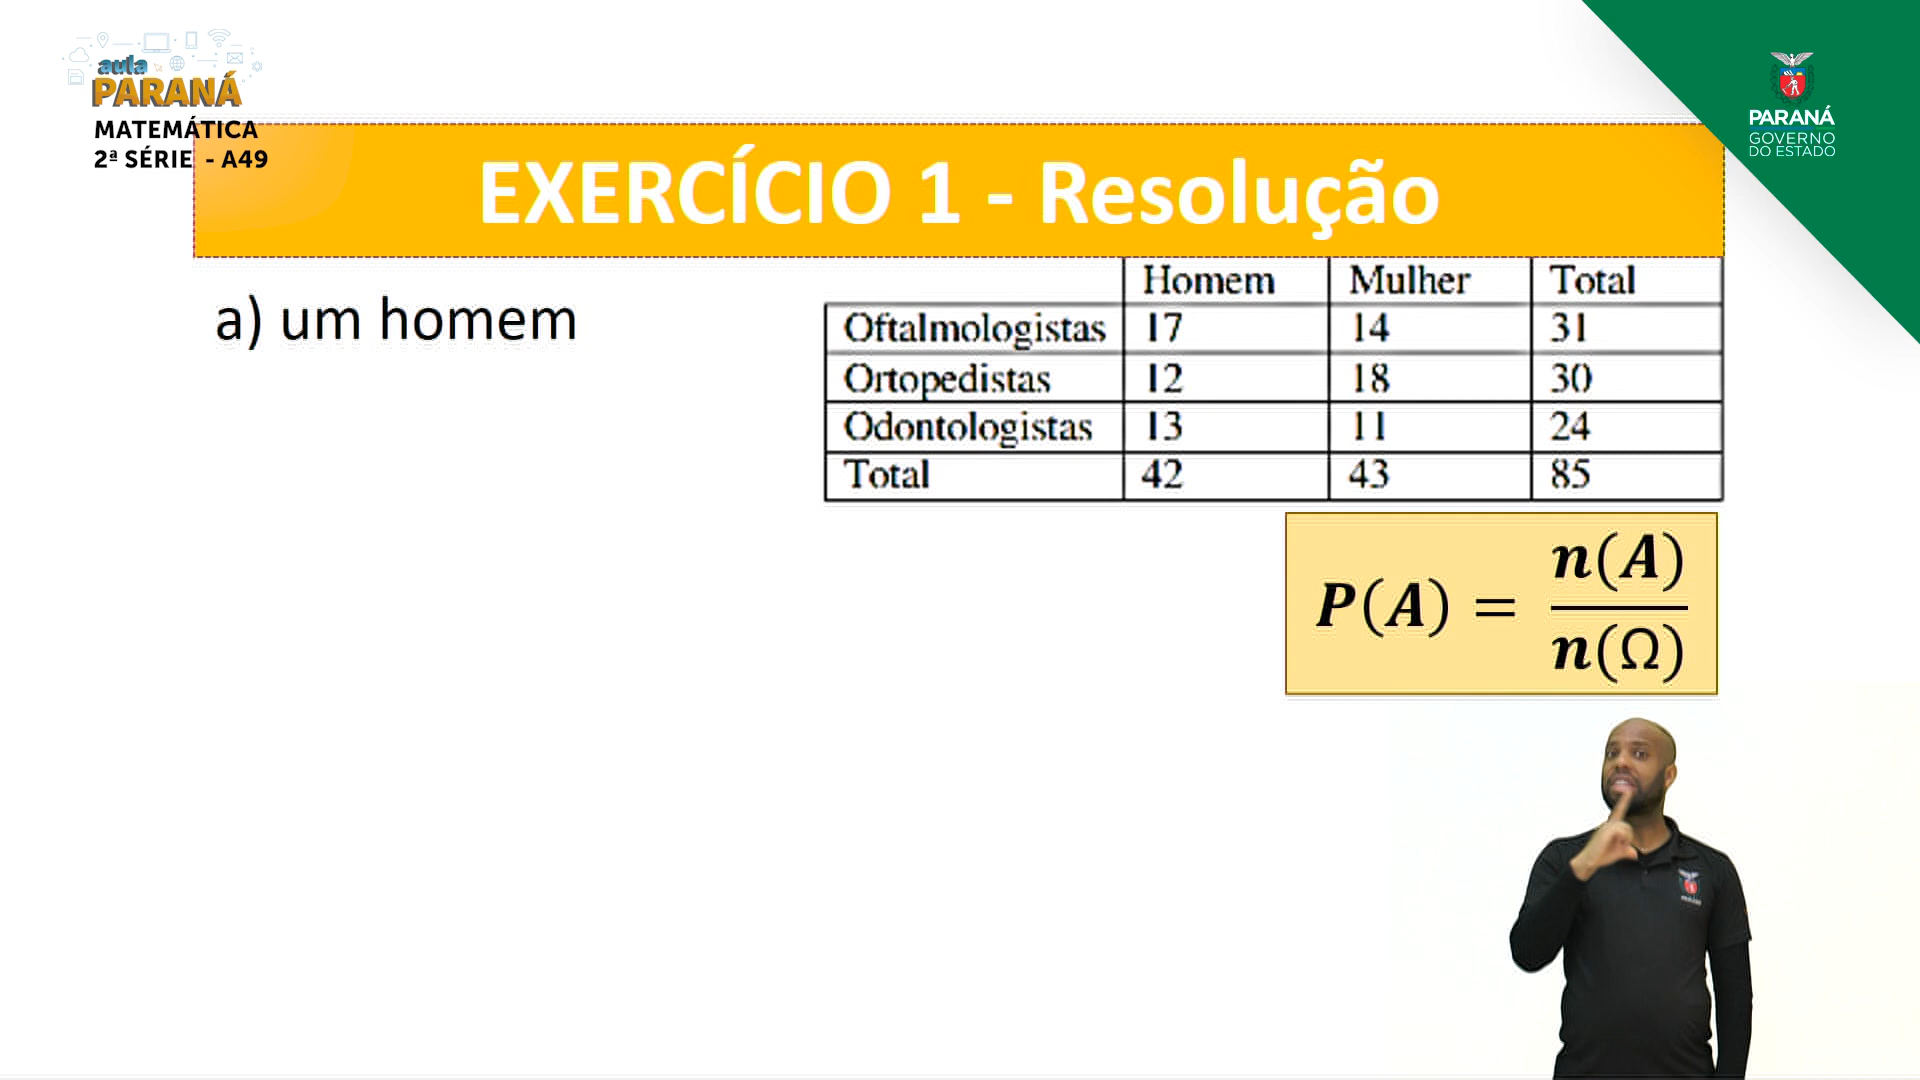 aula
PARANÁ
MATEMÁTICA
2ª SÉRIE - A49
PARANÁ
GOVERNO
DO ESTADO
EXERCÍCIO 1 - Resolução
a) um homem
Homem Mulher Total
Oftalmologistas 17 14 31
Ortopedistas 12 18 30
Odontologistas 13 11 24
Total 42 43 85
P(A) = n(A) / n(Ω)